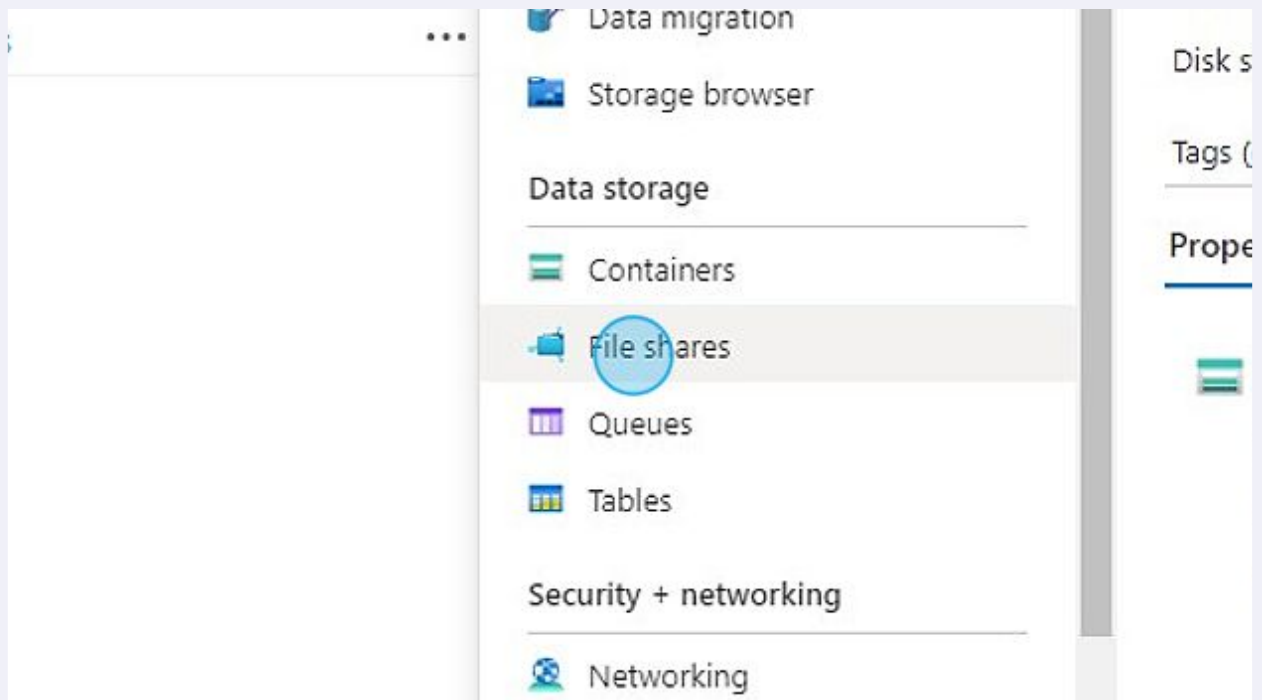 Data migration
Storage browser
Data storage
Containers
File shares
Queues
Tables
Security + networking
Networking
Disk s
Tags (
Prope